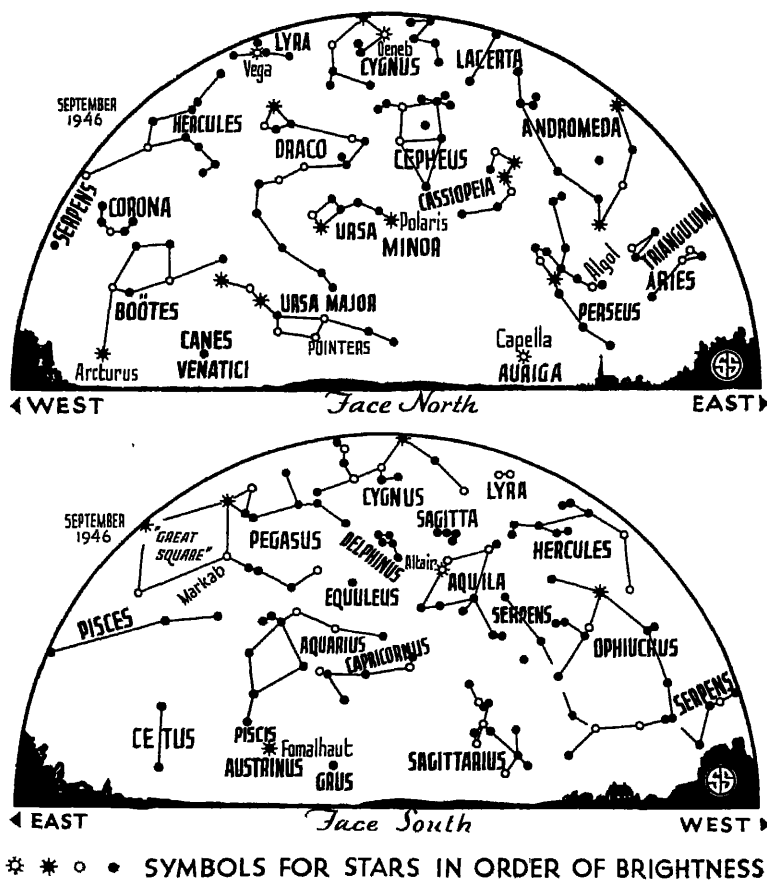 LYRA
Vega
Deneb
CYGNUS
LACERTA
SEPTEMBER
1946
HERCULES
DRACO
CEPHEUS
ANDROMEDA
CASSIOPEIA
SERPENS
CORONA
URSA
MINOR
Polaris
TRIANGULUM
Algol
ARIES
BOÖTES
URSA MAJOR
PERSEUS
POINTERS
CANES
VENATICI
Capella
AURIGA
Arcturus
SS
WEST
Face North
EAST
CYGNUS
LYRA
SEPTEMBER
1946
"GREAT
SQUARE"
PEGASUS
SAGITTA
DELPHINUS
HERCULES
Altair
AQUILA
Markab
EQUULEUS
SERPENS
PISCES
AQUARIUS
CAPRICORNUS
OPHIUCHUS
SERPENS
CETUS
PISCIS
AUSTRINUS
Fomalhaut
GRUS
SAGITTARIUS
SS
EAST
Face South
WEST
SYMBOLS FOR STARS IN ORDER OF BRIGHTNESS